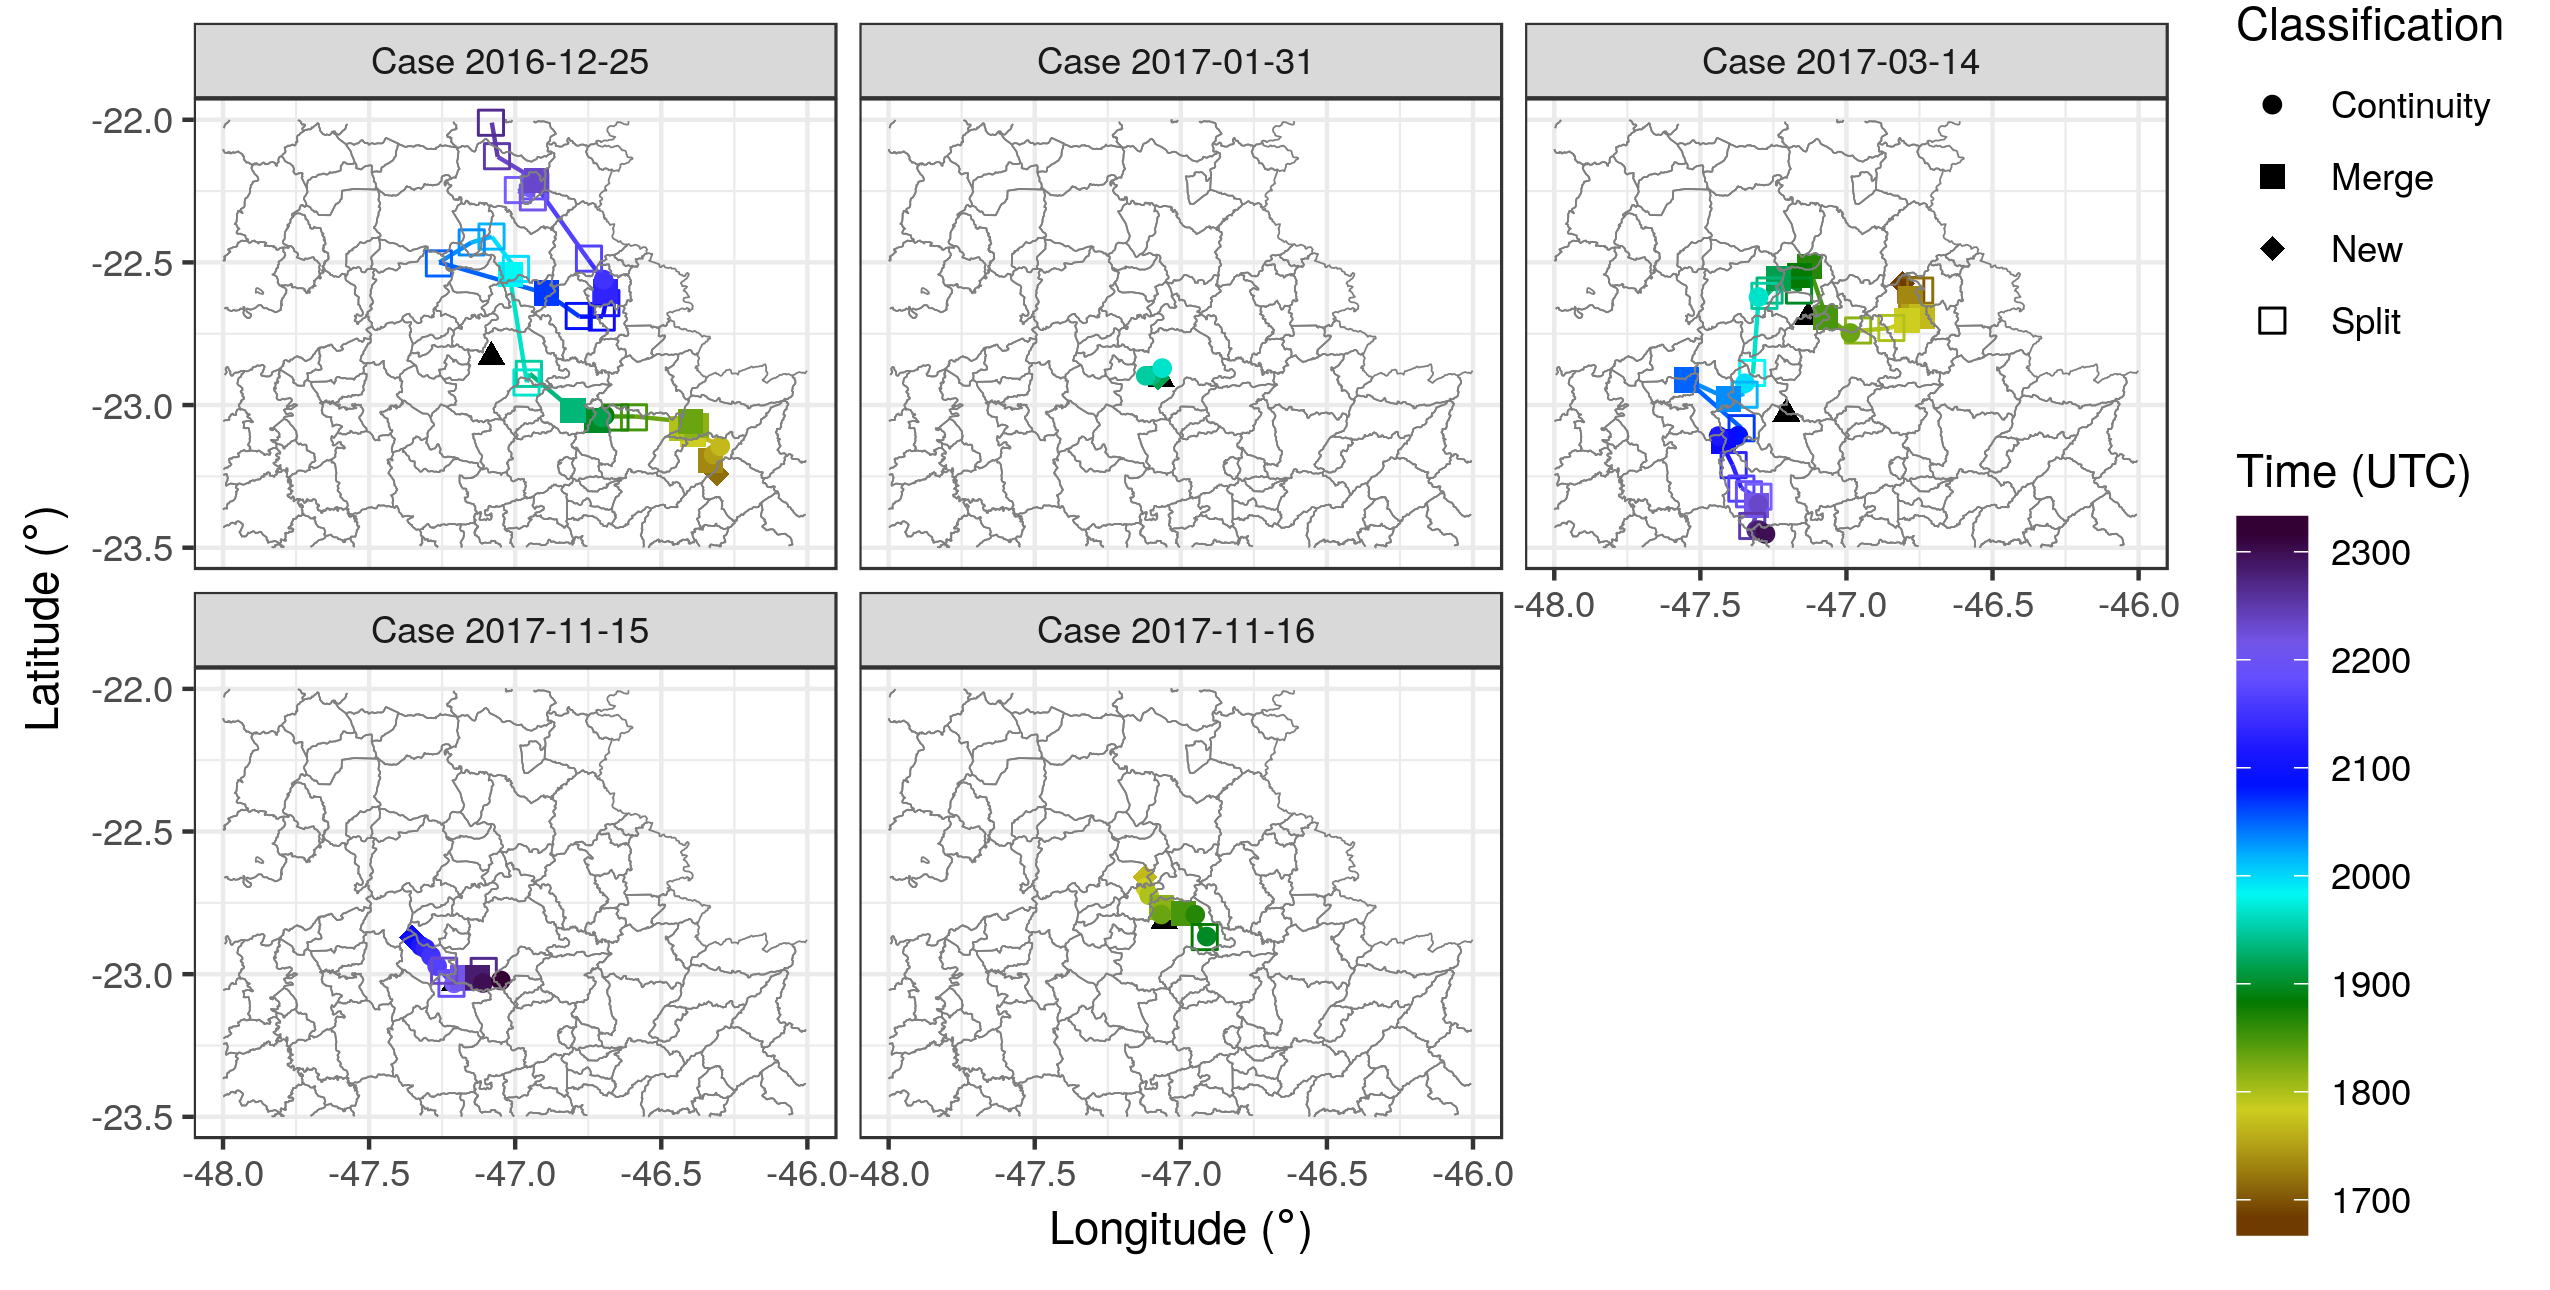 Case 2016-12-25 Case 2017-01-31 Case 2017-03-14
-22.0
-22.5
-23.0
-23.5
-48.0 -47.5 -47.0 -46.5 -46.0
Case 2017-11-15 Case 2017-11-16
-22.0
-22.5
-23.0
-23.5
-48.0 -47.5 -47.0 -46.5 -46.0 -48.0 -47.5 -47.0 -46.5 -46.0
Longitude (°)
Latitude (°)
Classification
Continuity
Merge
New
Split
Time (UTC)
2300
2200
2100
2000
1900
1800
1700